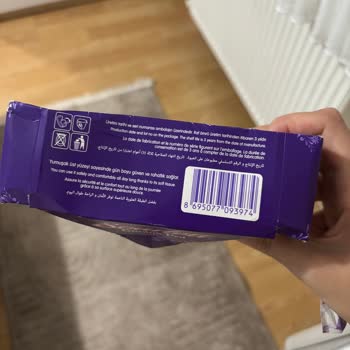 Üretim tarihi ve seri numarası ambalajın üzerindedir. Raf ömrü üretim tarihinden itibaren 3 yıldır.
Production date and lot no on the package. The shelf life is 3 years from the date of manufacture
La date de fabrication et le numéro de série figurent sur l'emballage. La durée de
conservation est de 3 ans à compter de la date de fabrication
Yumuşak üst yüzeyi sayesinde gün boyu güven ve rahatlık sağlar.
You can use it safely and comfortable all day long thanks to its soft tissue
Assure la sécurité et le confort tout au long de la journée
grâce à sa surface supérieure douce.
8 695077 093974